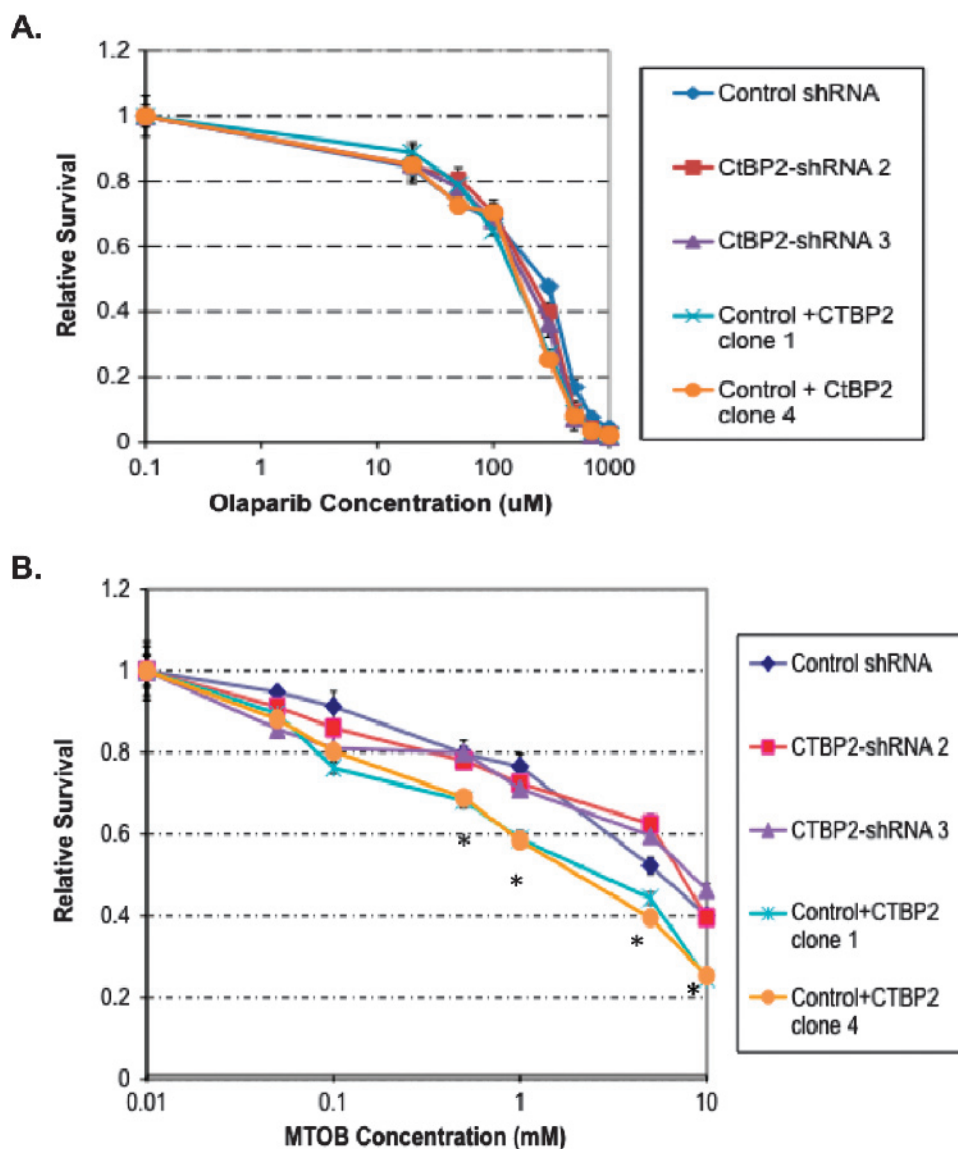 A.
1.2
1
0.8
0.6
0.4
0.2
0
Relative Survival
0.1
1
10
100
1000
Olaparib Concentration (uM)
Control shRNA
CtBP2-shRNA 2
CtBP2-shRNA 3
Control +CTBP2
clone 1
Control + CtBP2
clone 4
B.
1.2
1
0.8
0.6
0.4
0.2
0
Relative Survival
*
*
*
*
0.01
0.1
1
10
MTOB Concentration (mM)
Control shRNA
CTBP2-shRNA 2
CTBP2-shRNA 3
Control+CTBP2
clone 1
Control+CTBP2
clone 4